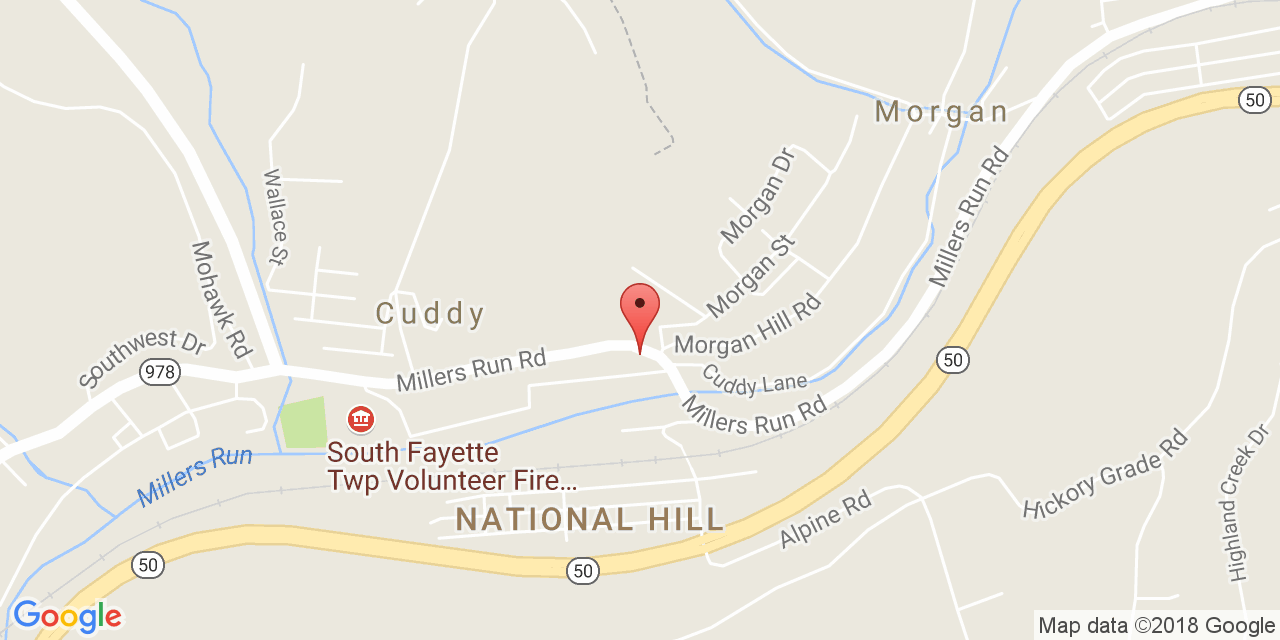 Morgan
50
Millers Run Rd
Morgan Dr
Wallace St
Mohawk Rd
Morgan St
Cuddy
Morgan Hill Rd
Southwest Dr
978
Millers Run Rd
50
Cuddy Lane
Millers Run Rd
South Fayette
Twp Volunteer Fire...
Millers Run
Hickory Grade Rd
Highland Creek Dr
NATIONAL HILL
Alpine Rd
50
50
Google
Map data ©2018 Google